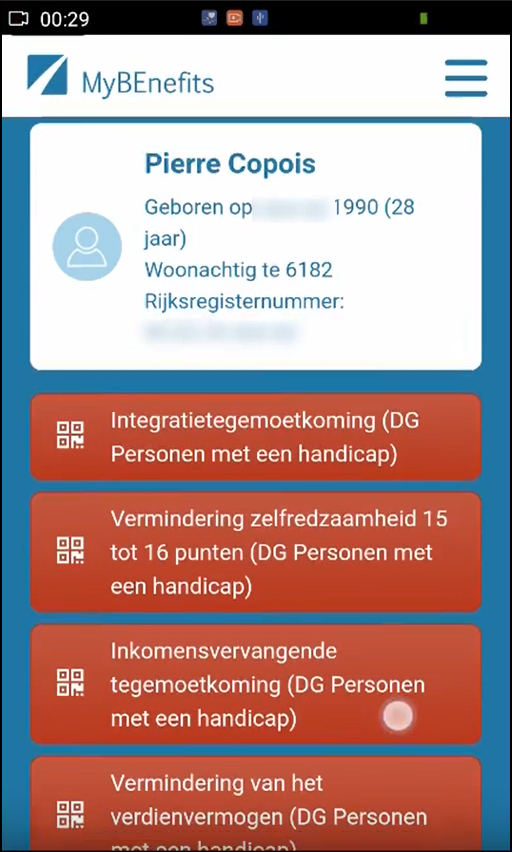 00:29
MyBEnefits
Pierre Copois
Geboren op 1990 (28
jaar)
Woonachtig te 6182
Rijksregisternummer:
Integratietegemoetkoming (DG
Personen met een handicap)
Vermindering zelfredzaamheid 15
tot 16 punten (DG Personen met
een handicap)
Inkomensvervangende
tegemoetkoming (DG Personen
met een handicap)
Vermindering van het
verdienvermogen (DG Personen
met een handicap)